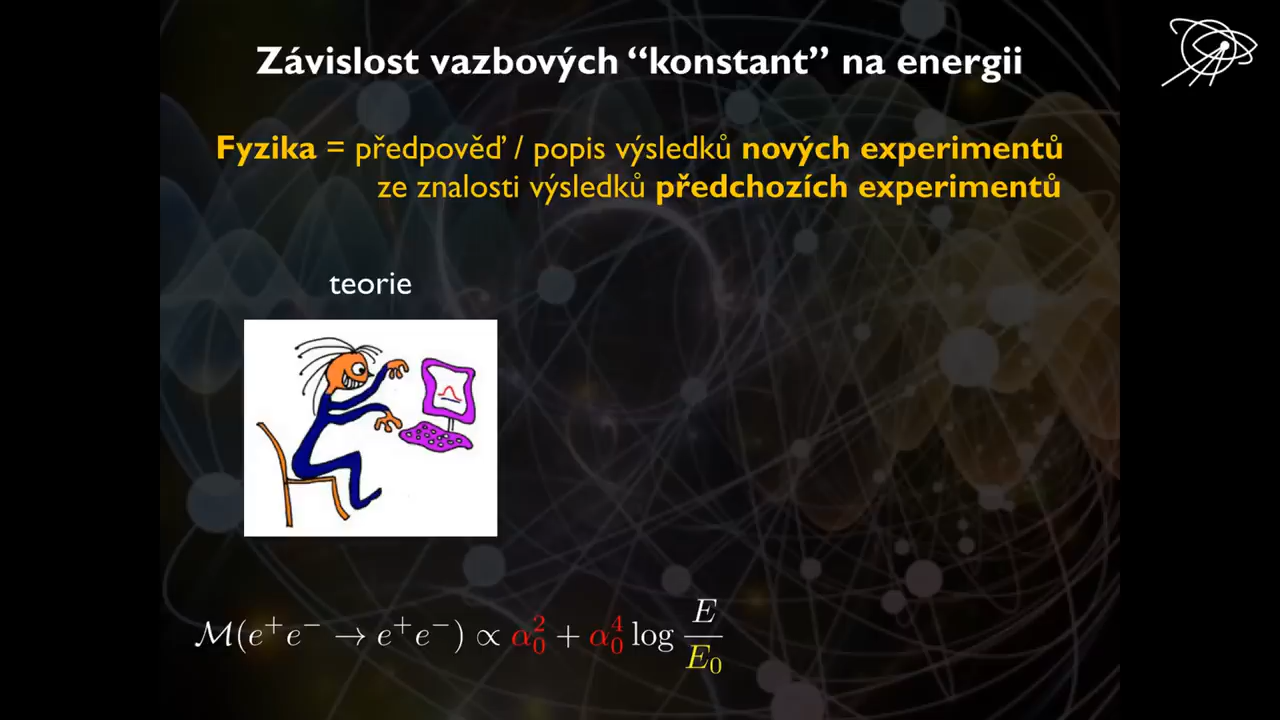 Závislost vazbových “konstant” na energii
Fyzika = předpověď / popis výsledků nových experimentů
ze znalosti výsledků předchozích experimentů
teorie
ℳ(e⁺e⁻ → e⁺e⁻) ∝ α₀² + α₀⁴ log E/E₀